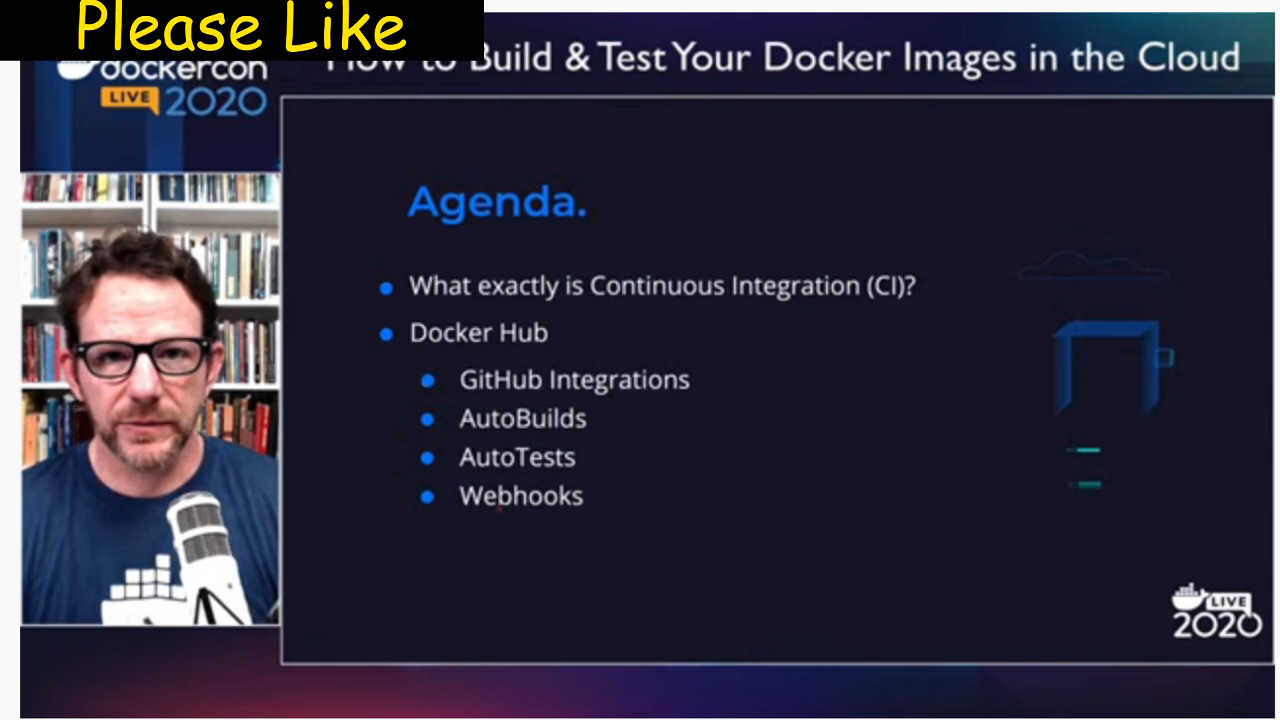 Please Like
How to Build & Test Your Docker Images in the Cloud
dockercon
LIVE 2020
Agenda.
What exactly is Continuous Integration (CI)?
Docker Hub
GitHub Integrations
AutoBuilds
AutoTests
Webhooks
LIVE
2020